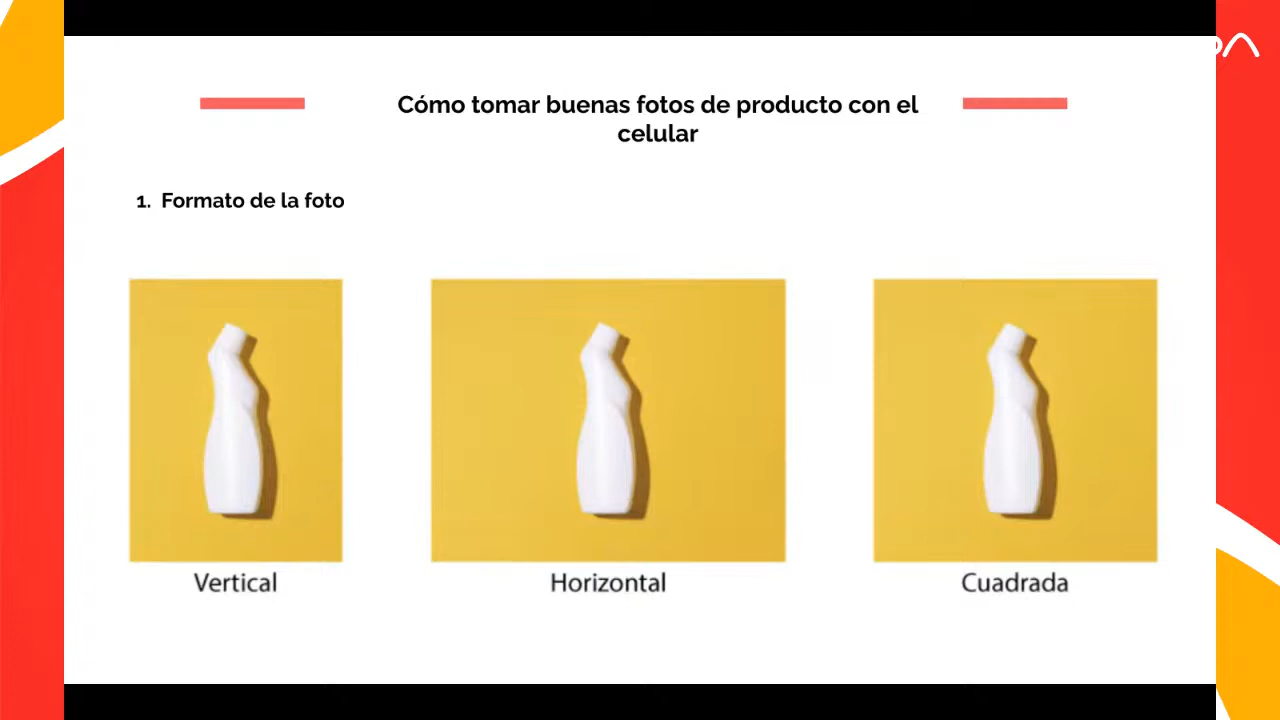 Cómo tomar buenas fotos de producto con el
celular
1. Formato de la foto
Vertical
Horizontal
Cuadrada